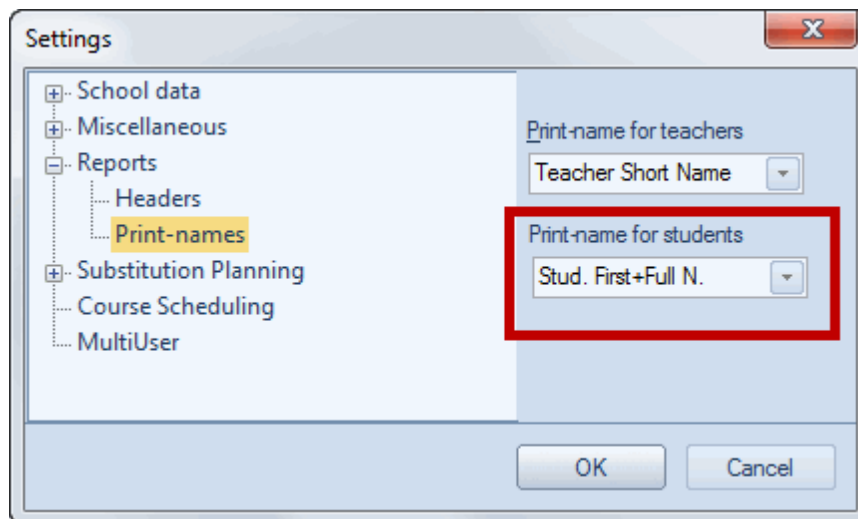 Settings
School data
Miscellaneous
Reports
Headers
Print-names
Substitution Planning
Course Scheduling
MultiUser
Print-name for teachers
Teacher Short Name
Print-name for students
Stud. First+Full N.
OK
Cancel